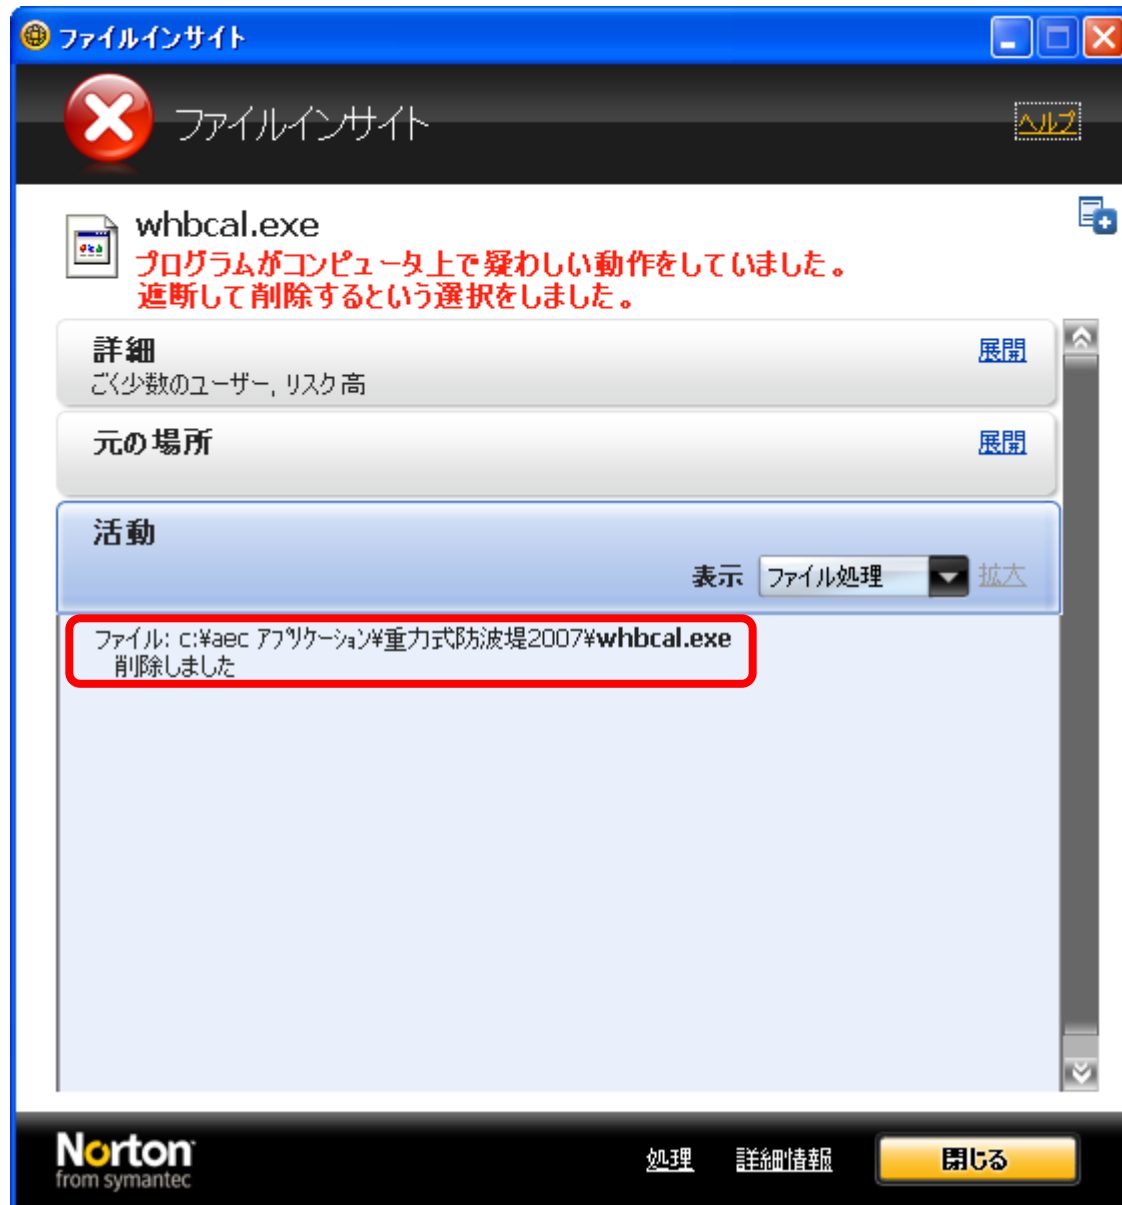 ファイルインサイト
ファイルインサイト
ヘルプ
whbcal.exe
プログラムがコンピュータ上で疑わしい動作をしていました。
遮断して削除するという選択をしました。
詳細
展開
ごく少数のユーザー, リスク高
元の場所
展開
活動
表示 ファイル処理 拡大
ファイル: c:¥aec アプリケーション¥重力式防波堤2007¥whbcal.exe
削除しました
Norton
from symantec
処理 詳細情報 閉じる